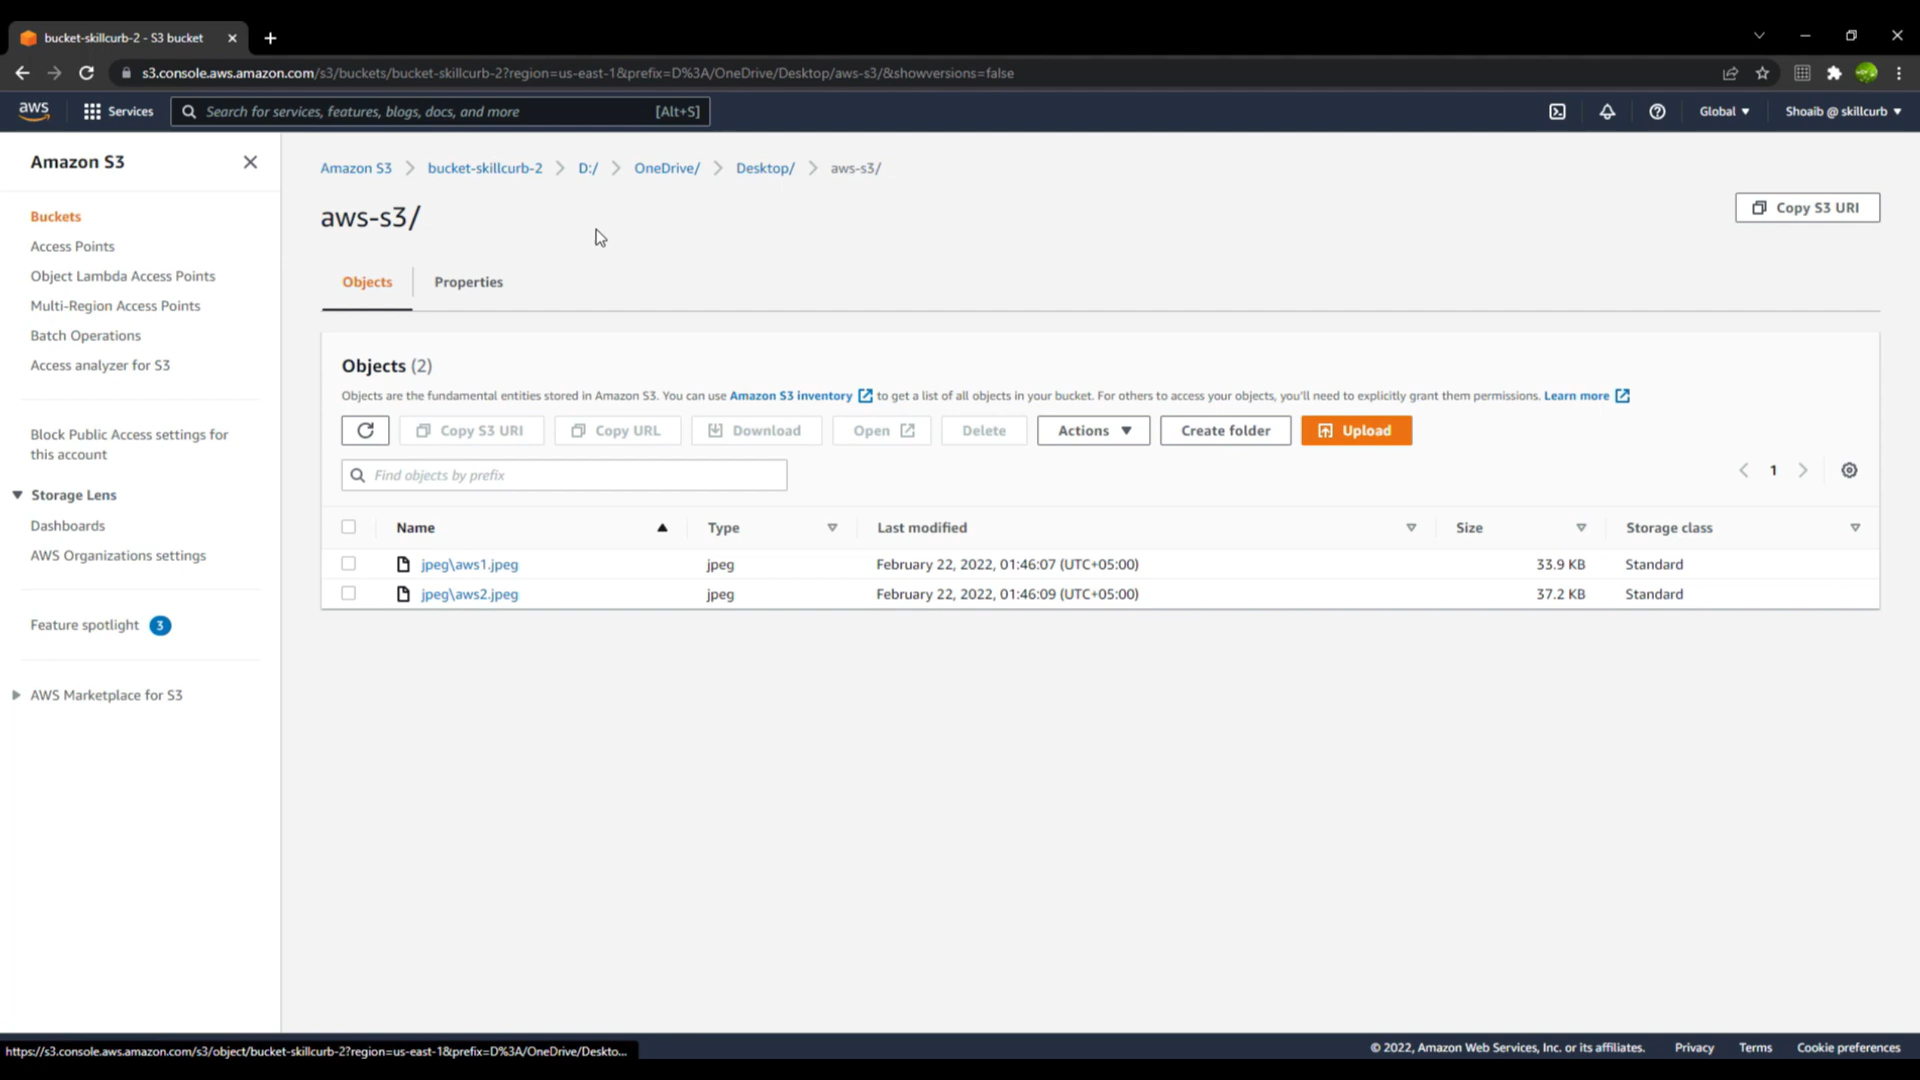 bucket-skillcurb-2 - S3 bucket
s3.console.aws.amazon.com/s3/buckets/bucket-skillcurb-2?region=us-east-1&prefix=D%3A/OneDrive/Desktop/aws-s3/&showversions=false
aws Services Search for services, features, blogs, docs, and more [Alt+S] Global Shoaib @ skillcurb
Amazon S3
Buckets
Access Points
Object Lambda Access Points
Multi-Region Access Points
Batch Operations
Access analyzer for S3
Block Public Access settings for
this account
Storage Lens
Dashboards
AWS Organizations settings
Feature spotlight 3
AWS Marketplace for S3
Amazon S3 bucket-skillcurb-2 D:/ OneDrive/ Desktop/ aws-s3/
aws-s3/
Copy S3 URI
Objects Properties
Objects (2)
Objects are the fundamental entities stored in Amazon S3. You can use Amazon S3 inventory to get a list of all objects in your bucket. For others to access your objects, you'll need to explicitly grant them permissions. Learn more
Copy S3 URI Copy URL Download Open Delete Actions Create folder Upload
Find objects by prefix
1
Name Type Last modified Size Storage class
jpeg\aws1.jpeg jpeg February 22, 2022, 01:46:07 (UTC+05:00) 33.9 KB Standard
jpeg\aws2.jpeg jpeg February 22, 2022, 01:46:09 (UTC+05:00) 37.2 KB Standard
https://s3.console.aws.amazon.com/s3/object/bucket-skillcurb-2?region=us-east-1&prefix=D%3A/OneDrive/Deskto...
© 2022, Amazon Web Services, Inc. or its affiliates. Privacy Terms Cookie preferences